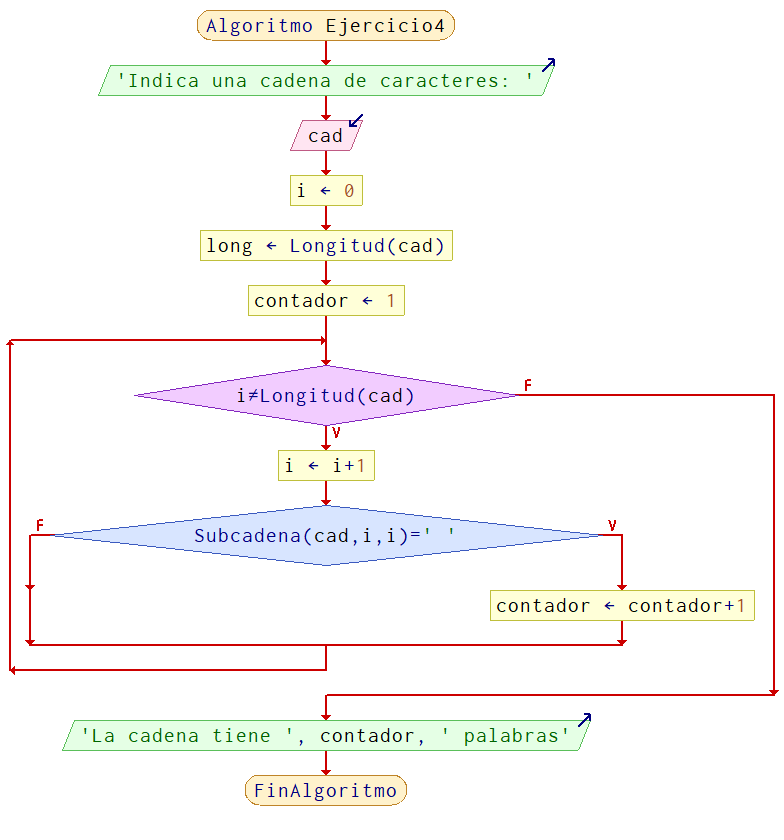 Algoritmo Ejercicio4
'Indica una cadena de caracteres: '
cad
i ← 0
long ← Longitud(cad)
contador ← 1
i≠Longitud(cad)
F
V
i ← i+1
F
Subcadena(cad,i,i)=' '
V
contador ← contador+1
'La cadena tiene ', contador, ' palabras'
FinAlgoritmo